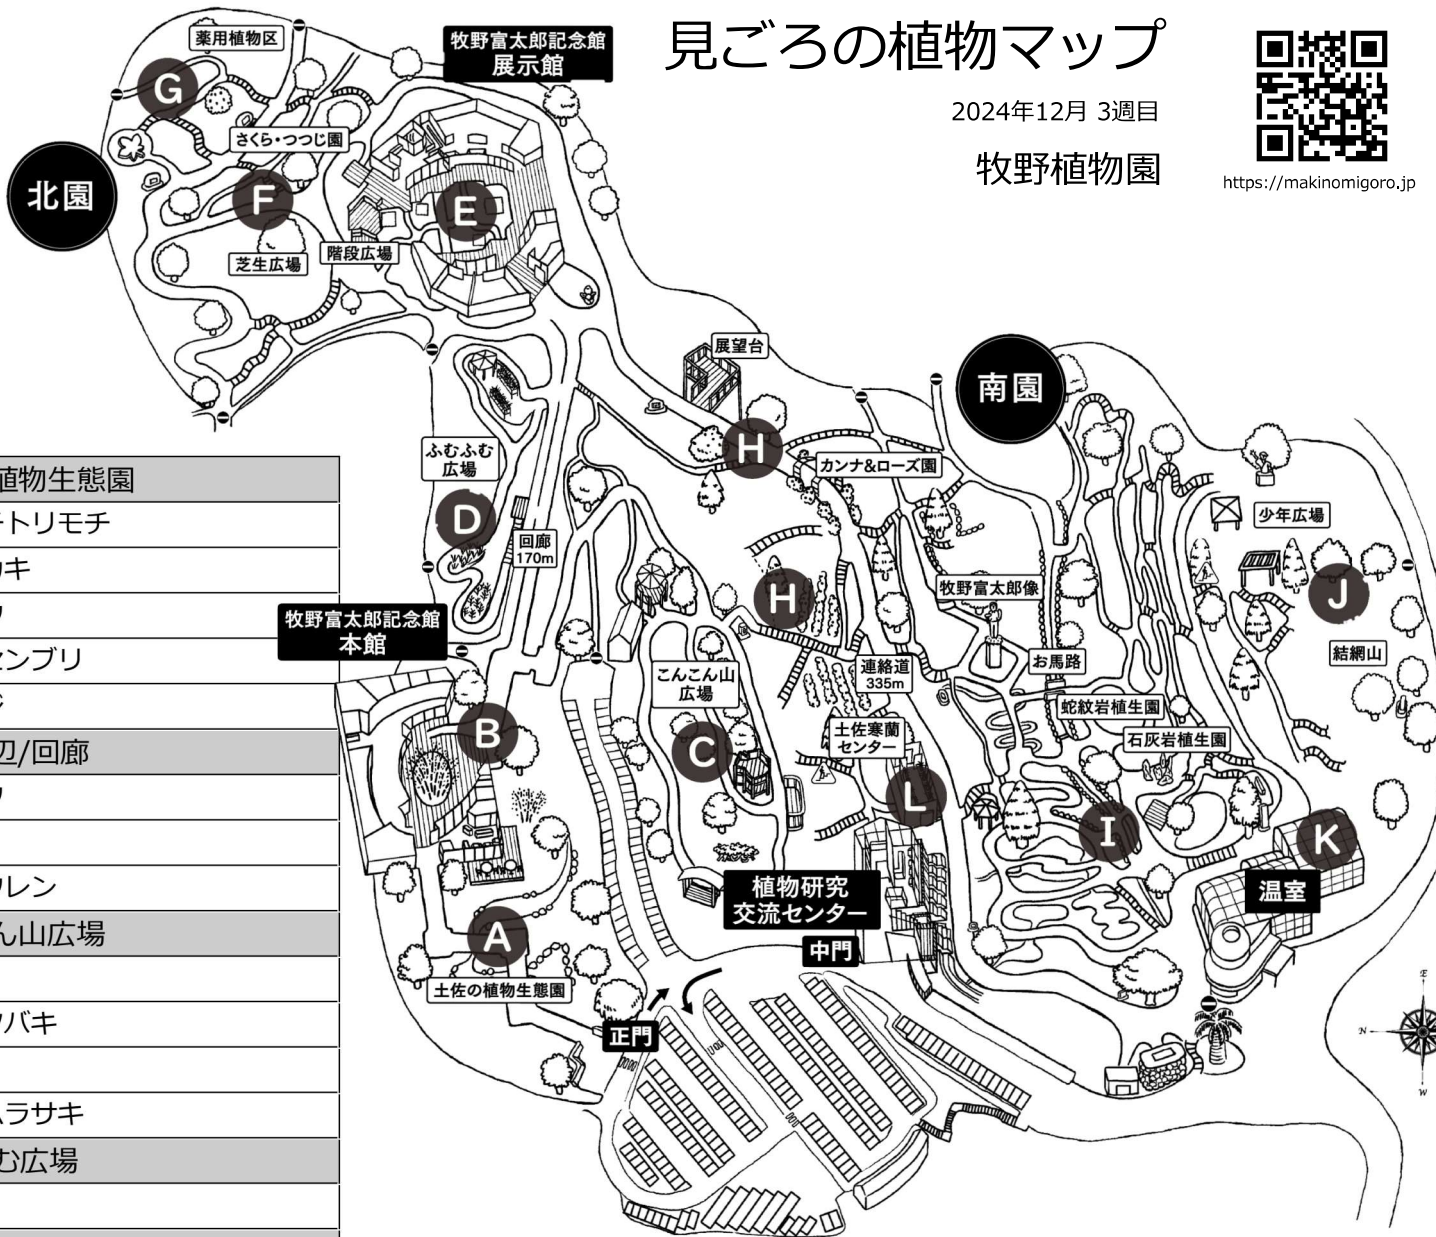 見ごろの植物マップ
2024年12月 3週目
牧野植物園
https://makinomigoro.jp
薬用植物区
牧野富太郎記念館
展示館
G
さくら・つつじ園
北園
F
E
階段広場
芝生広場
展望台
南園
ふむふむ
広場
H
カンナ&ローズ園
D
回廊
170m
少年広場
牧野富太郎像
H
J
牧野富太郎記念館
本館
こんこん山
広場
連絡道
335m
お馬路
結網山
蛇紋岩植生園
B
C
土佐寒蘭
センター
石灰岩植生園
L
I
K
植物研究
交流センター
温室
A
中門
土佐の植物生態園
正門
E
N
W
植物生態園
チトリモチ
キ
センブリ
辺/回廊
レン
ん山広場
バキ
ムラサキ
む広場